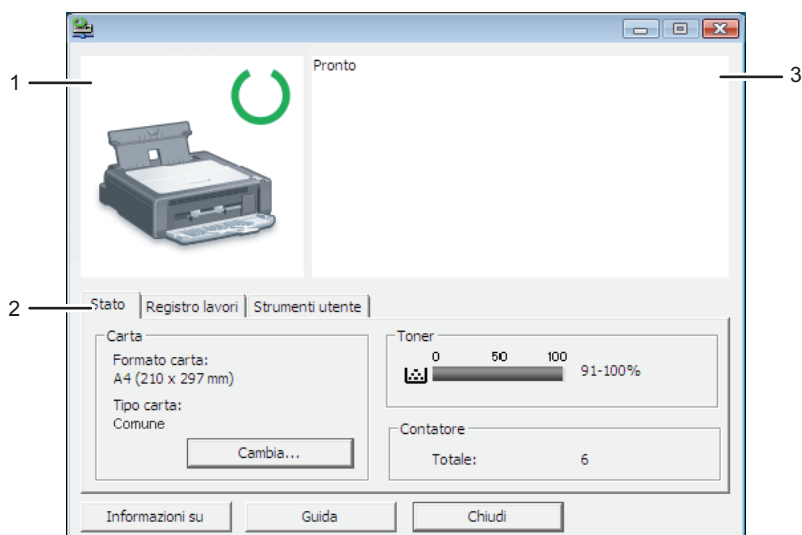 Pronto
1
3
2
Stato Registro lavori Strumenti utente
Carta
Formato carta:
A4 (210 x 297 mm)
Tipo carta:
Comune
Cambia...
Toner
0 50 100
91-100%
Contatore
Totale: 6
Informazioni su Guida Chiudi